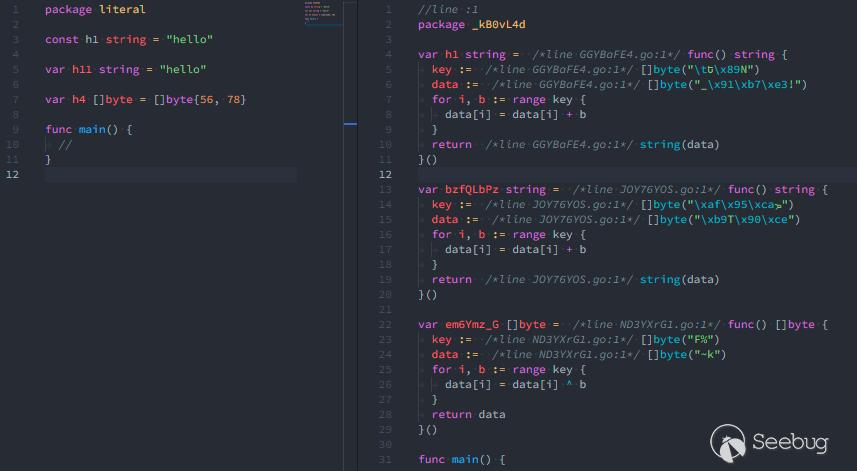 1 package literal
2
3 const h1 string = "hello"
4
5 var h11 string = "hello"
6
7 var h4 []byte = []byte{56, 78}
8
9 func main() {
10 //
11 }
12
1 //line :1
2 package _kB0vL4d
3
4 var h1 string = /*line GGYBaFE4.go:1*/ func() string {
5 key := /*line GGYBaFE4.go:1*/ []byte("\tԵ\x89N")
6 data := /*line GGYBaFE4.go:1*/ []byte("_\x91\xb7\xe3!")
7 for i, b := range key {
8 data[i] = data[i] + b
9 }
10 return /*line GGYBaFE4.go:1*/ string(data)
11 }()
12
13 var bzfQLbPz string = /*line JOY76YOS.go:1*/ func() string {
14 key := /*line JOY76YOS.go:1*/ []byte("\xaf\x95\xcaܡ")
15 data := /*line JOY76YOS.go:1*/ []byte("\xb9Т\x90\xce")
16 for i, b := range key {
17 data[i] = data[i] + b
18 }
19 return /*line JOY76YOS.go:1*/ string(data)
20 }()
21
22 var em6Ymz_G []byte = /*line ND3YXrG1.go:1*/ func() []byte {
23 key := /*line ND3YXrG1.go:1*/ []byte("F%")
24 data := /*line ND3YXrG1.go:1*/ []byte("~k")
25 for i, b := range key {
26 data[i] = data[i] ^ b
27 }
28 return data
29 }()
30
31 func main() {
Seebug